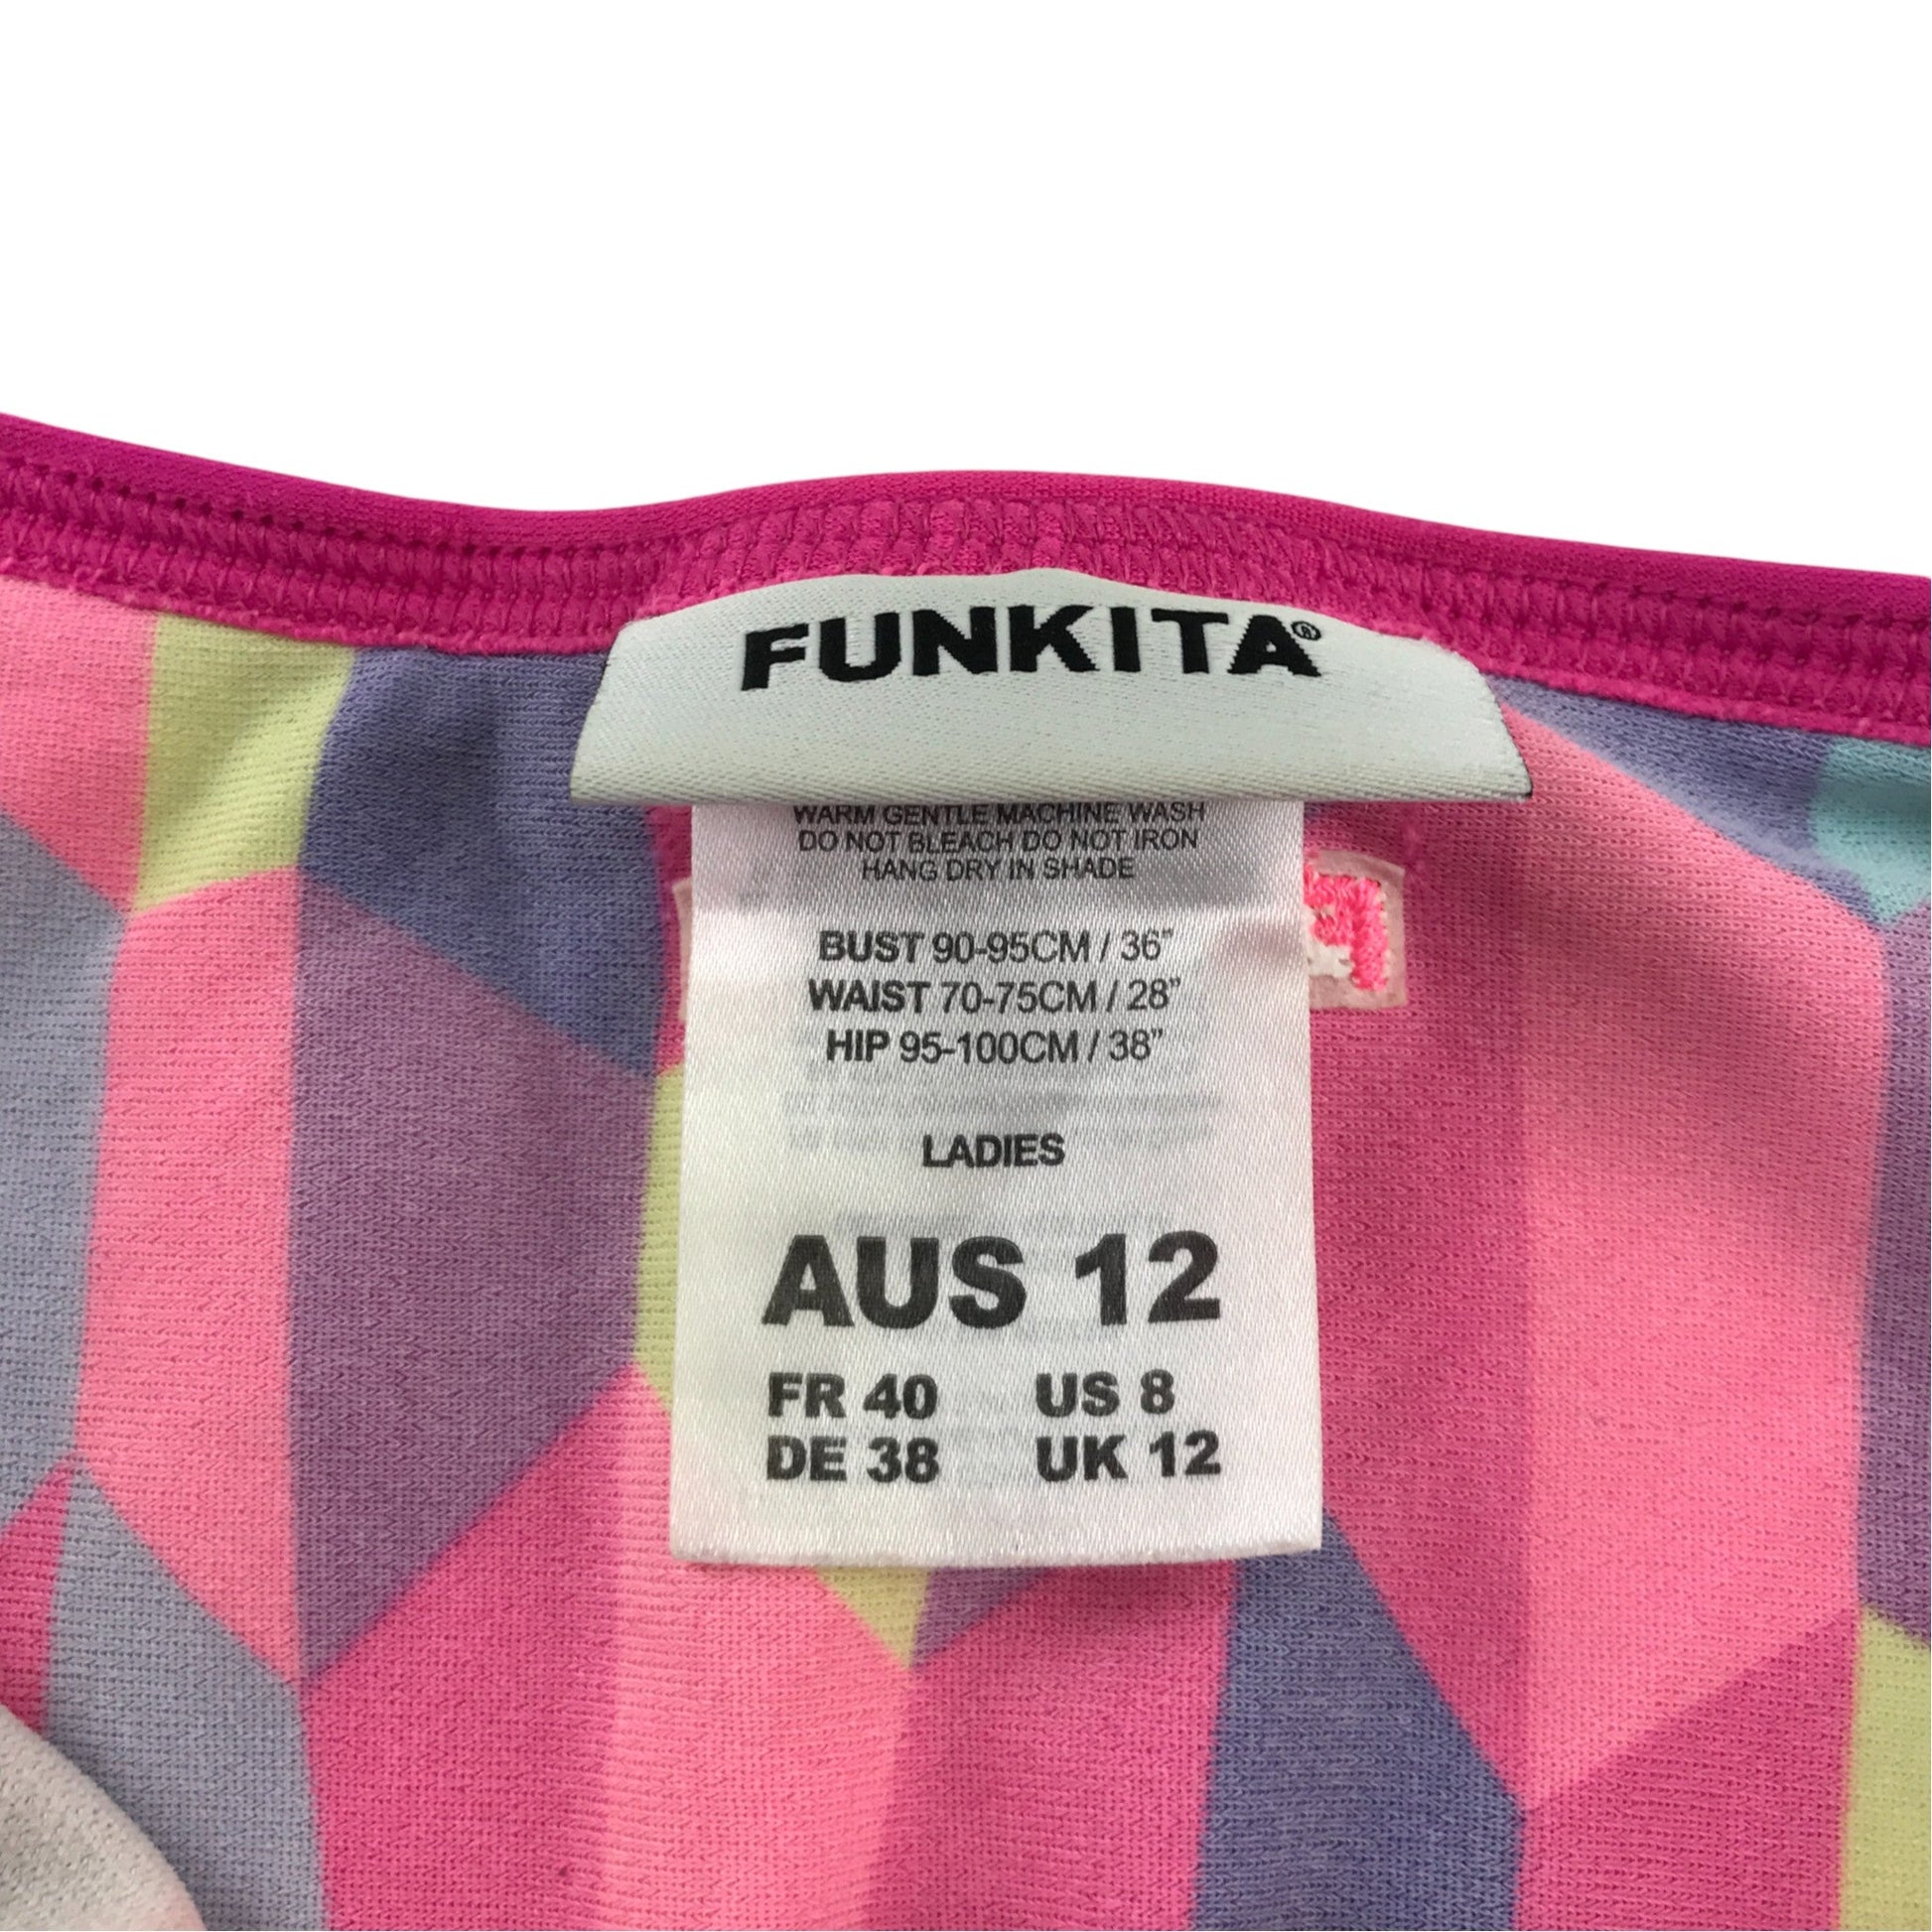 FUNKITA®
WARM GENTLE MACHINE WASH
DO NOT BLEACH DO NOT IRON
HANG DRY IN SHADE
BUST 90-95CM / 36”
WAIST 70-75CM / 28”
HIP 95-100CM / 38”
LADIES
AUS 12
FR 40 US 8
DE 38 UK 12